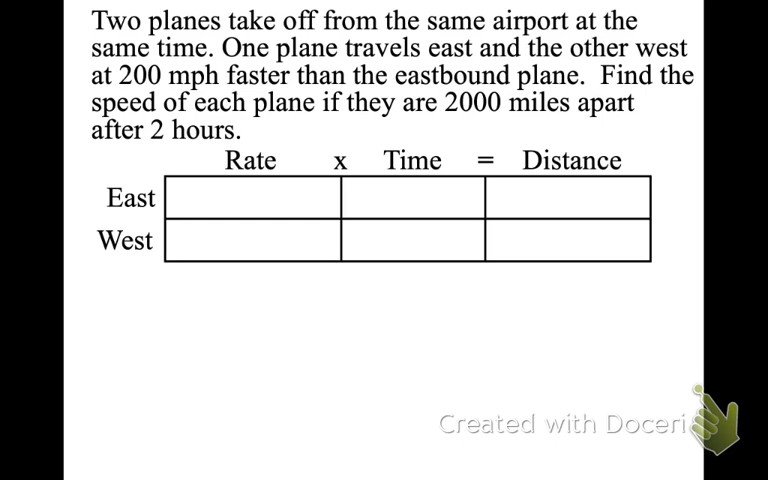 Two planes take off from the same airport at the
same time. One plane travels east and the other west
at 200 mph faster than the eastbound plane. Find the
speed of each plane if they are 2000 miles apart
after 2 hours.
Rate x Time = Distance
East
West
Created with Doceri